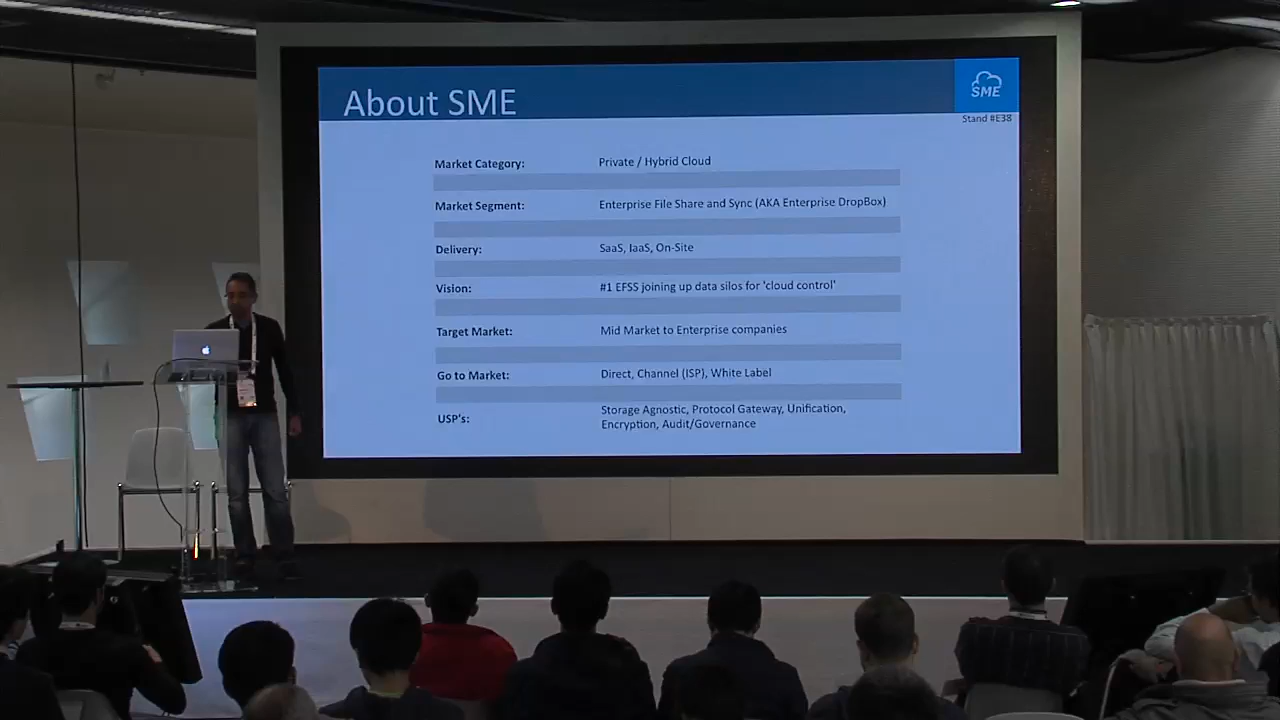 About SME
SME
Stand #E38
Market Category: Private / Hybrid Cloud
Market Segment: Enterprise File Share and Sync (AKA Enterprise DropBox)
Delivery: SaaS, IaaS, On-Site
Vision: #1 EFSS joining up data silos for 'cloud control'
Target Market: Mid Market to Enterprise companies
Go to Market: Direct, Channel (ISP), White Label
USP's: Storage Agnostic, Protocol Gateway, Unification,
Encryption, Audit/Governance